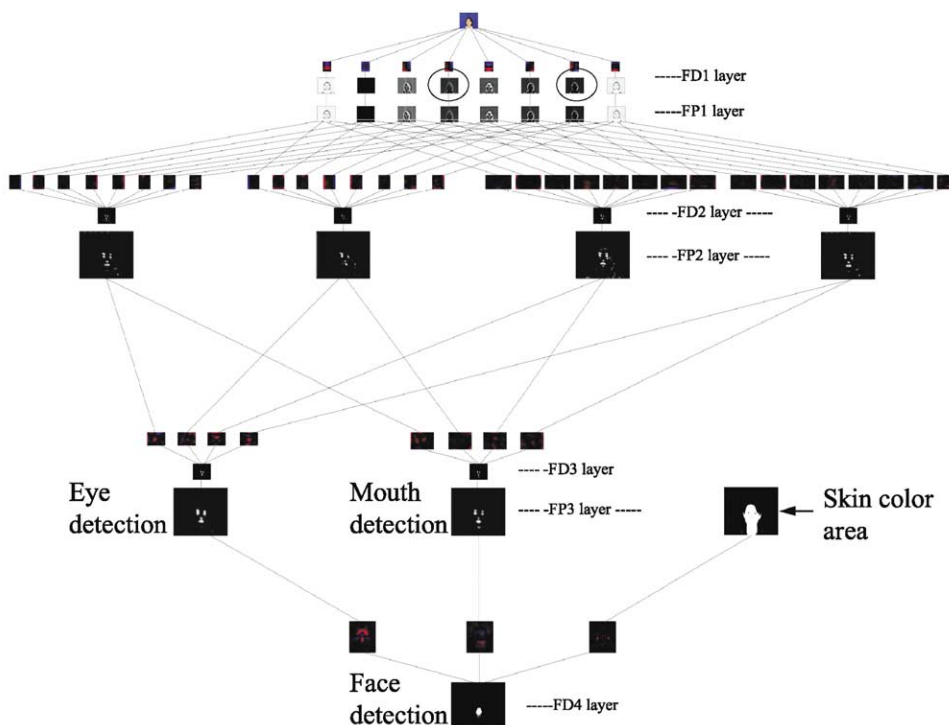 -----FD1 layer
-----FP1 layer
---- -FD2 layer -----
---- -FP2 layer -----
---- -FD3 layer
Eye
detection
Mouth
detection
---- -FP3 layer -----
Skin color
area
Face
detection
-----FD4 layer